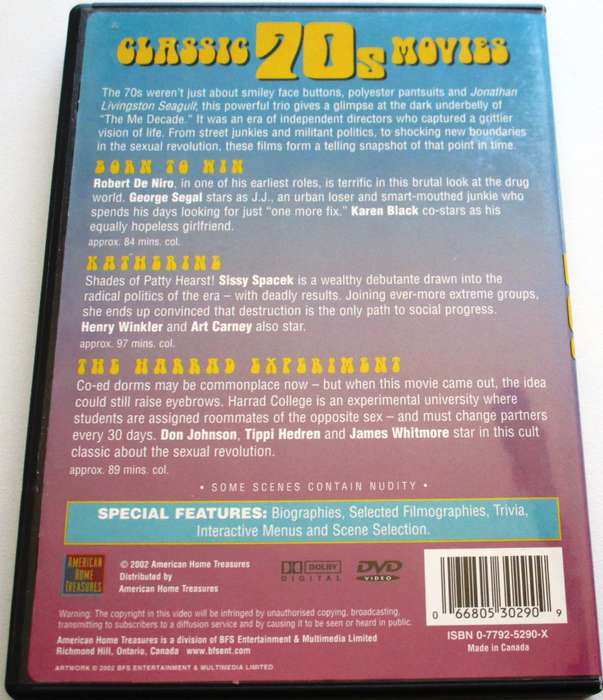 CLASSIC 70s MOVIES
The 70s weren't just about smiley face buttons, polyester pantsuits and Jonathan
Livingston Seagull; this powerful trio gives a glimpse at the dark underbelly of
"The Me Decade." It was an era of independent directors who captured a grittier
vision of life. From street junkies and militant politics, to shocking new boundaries
in the sexual revolution, these films form a telling snapshot of that point in time.
BORN TO WIN
Robert De Niro, in one of his earliest roles, is terrific in this brutal look at the drug
world. George Segal stars as J.J., an urban loser and smart-mouthed junkie who
spends his days looking for just "one more fix." Karen Black co-stars as his
equally hopeless girlfriend.
approx. 84 mins. col.
KATHERINE
Shades of Patty Hearst! Sissy Spacek is a wealthy debutante drawn into the
radical politics of the era – with deadly results. Joining ever-more extreme groups,
she ends up convinced that destruction is the only path to social progress.
Henry Winkler and Art Carney also star.
approx. 97 mins. col.
THE HARRAD EXPERIMENT
Co-ed dorms may be commonplace now – but when this movie came out, the idea
could still raise eyebrows. Harrad College is an experimental university where
students are assigned roommates of the opposite sex – and must change partners
every 30 days. Don Johnson, Tippi Hedren and James Whitmore star in this cult
classic about the sexual revolution.
approx. 89 mins. col.
• SOME SCENES CONTAIN NUDITY •
SPECIAL FEATURES: Biographies, Selected Filmographies, Trivia,
Interactive Menus and Scene Selection.
AMERICAN
HOME
TREASURES
© 2002 American Home Treasures
Distributed by
American Home Treasures
DOLBY
DIGITAL
DVD
VIDEO
0 66805 30290 9
ISBN 0-7792-5290-X
Made in Canada
Warning: The copyright in this video will be infringed by unauthorised copying, broadcasting,
transmitting to subscribers to a diffusion service and by causing it to be seen or heard in public.
American Home Treasures is a division of BFS Entertainment & Multimedia Limited
Richmond Hill, Ontario, Canada www.bfsent.com
ARTWORK © 2002 BFS ENTERTAINMENT & MULTIMEDIA LIMITED